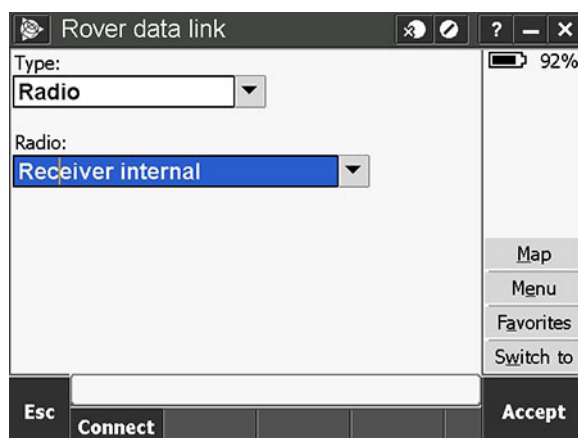 Rover data link
? — ×
Type:
92%
Radio
Radio:
Receiver internal
Map
Menu
Favorites
Switch to
Esc
Connect
Accept